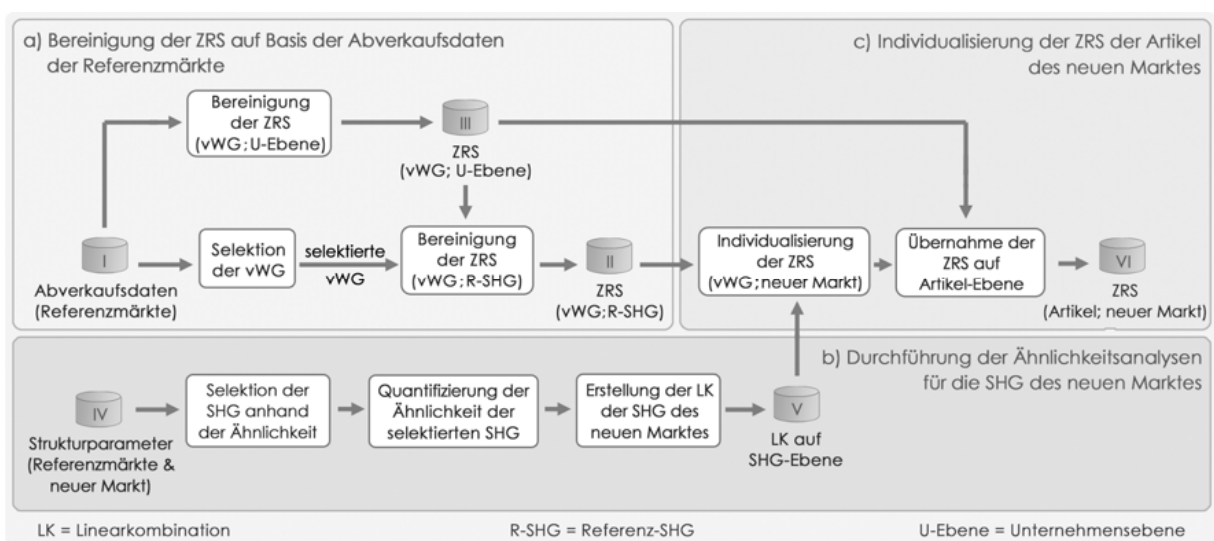 a) Bereinigung der ZRS auf Basis der Abverkaufsdaten
der Referenzmärkte
Bereinigung
der ZRS
(vWG; U-Ebene)
III
ZRS
(vWG; U-Ebene)
I
Abverkaufsdaten
(Referenzmärkte)
Selektion
der vWG
selektierte
vWG
Bereinigung
der ZRS
(vWG; R-SHG)
II
ZRS
(vWG;R-SHG)
c) Individualisierung der ZRS der Artikel
des neuen Marktes
Individualisierung
der ZRS
(vWG; neuer Markt)
Übernahme der
ZRS auf
Artikel-Ebene
VI
ZRS
(Artikel; neuer Markt)
b) Durchführung der Ähnlichkeitsanalysen
für die SHG des neuen Marktes
IV
Strukturparameter
(Referenzmärkte &
neuer Markt)
Selektion der
SHG anhand
der Ähnlichkeit
Quantifizierung der
Ähnlichkeit der
selektierten SHG
Erstellung der LK
der SHG des
neuen Marktes
V
LK auf
SHG-Ebene
LK = Linearkombination
R-SHG = Referenz-SHG
U-Ebene = Unternehmensebene